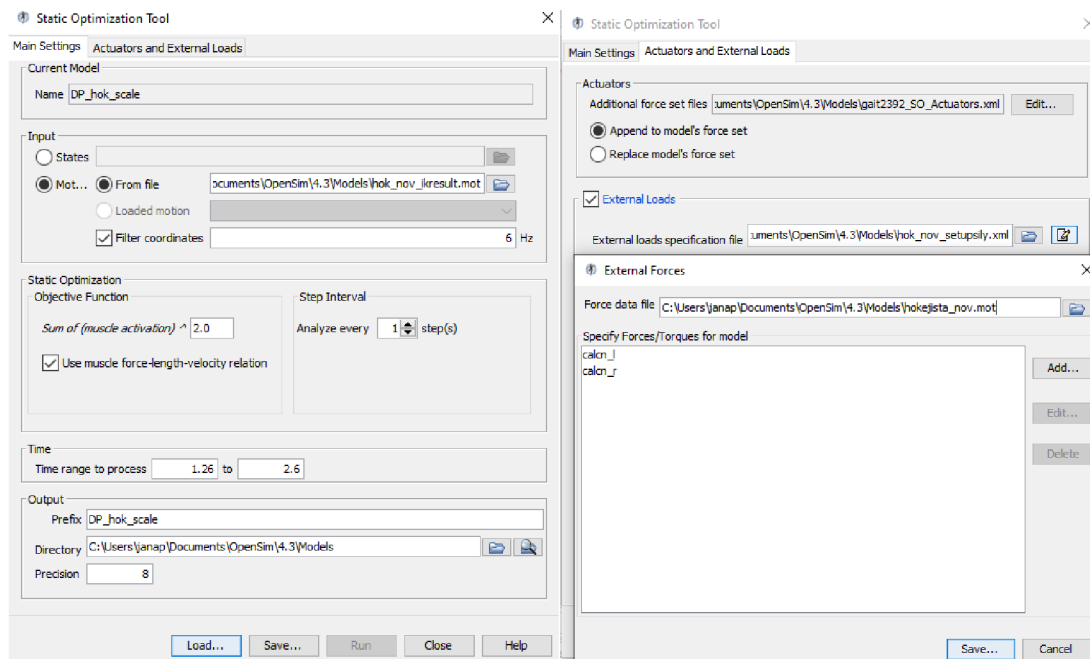 Static Optimization Tool
Main Settings Actuators and External Loads
Current Model
Name DP_hok_scale
Input
States
Mot... From file ocuments\OpenSim\4.3\Models\hok_nov_ikresult.mot
Loaded motion
Filter coordinates 6 Hz
Static Optimization
Objective Function
Sum of (muscle activation) ^ 2.0
Use muscle force-length-velocity relation
Step Interval
Analyze every 1 step(s)
Time
Time range to process 1.26 to 2.6
Output
Prefix DP_hok_scale
Directory C:\Users\janap\Documents\OpenSim\4.3\Models
Precision 8
Load... Save... Run Close Help
Static Optimization Tool
Main Settings Actuators and External Loads
Actuators
Additional force set files :uments\OpenSim\4.3\Models\gait2392_SO_Actuators.xml Edit...
Append to model's force set
Replace model's force set
External Loads
External loads specification file :uments\OpenSim\4.3\Models\hok_nov_setupsily.xml
External Forces
Force data file C:\Users\janap\Documents\OpenSim\4.3\Models\hokejista_nov.mot
Specify Forces/Torques for model
calcn_l
calcn_r
Add...
Edit...
Delete
Save... Cancel